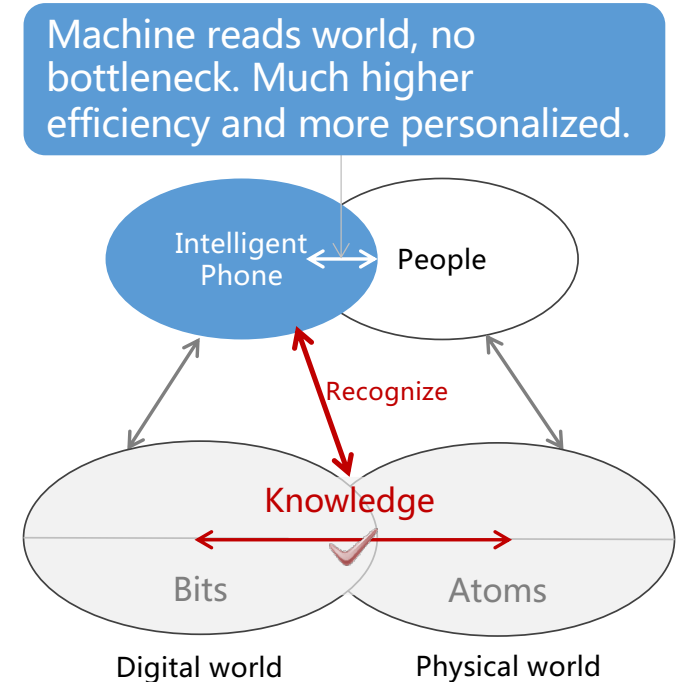 Machine reads world, no
bottleneck. Much higher
efficiency and more personalized.
Intelligent
Phone
People
Recognize
Knowledge
Bits
Atoms
Digital world
Physical world